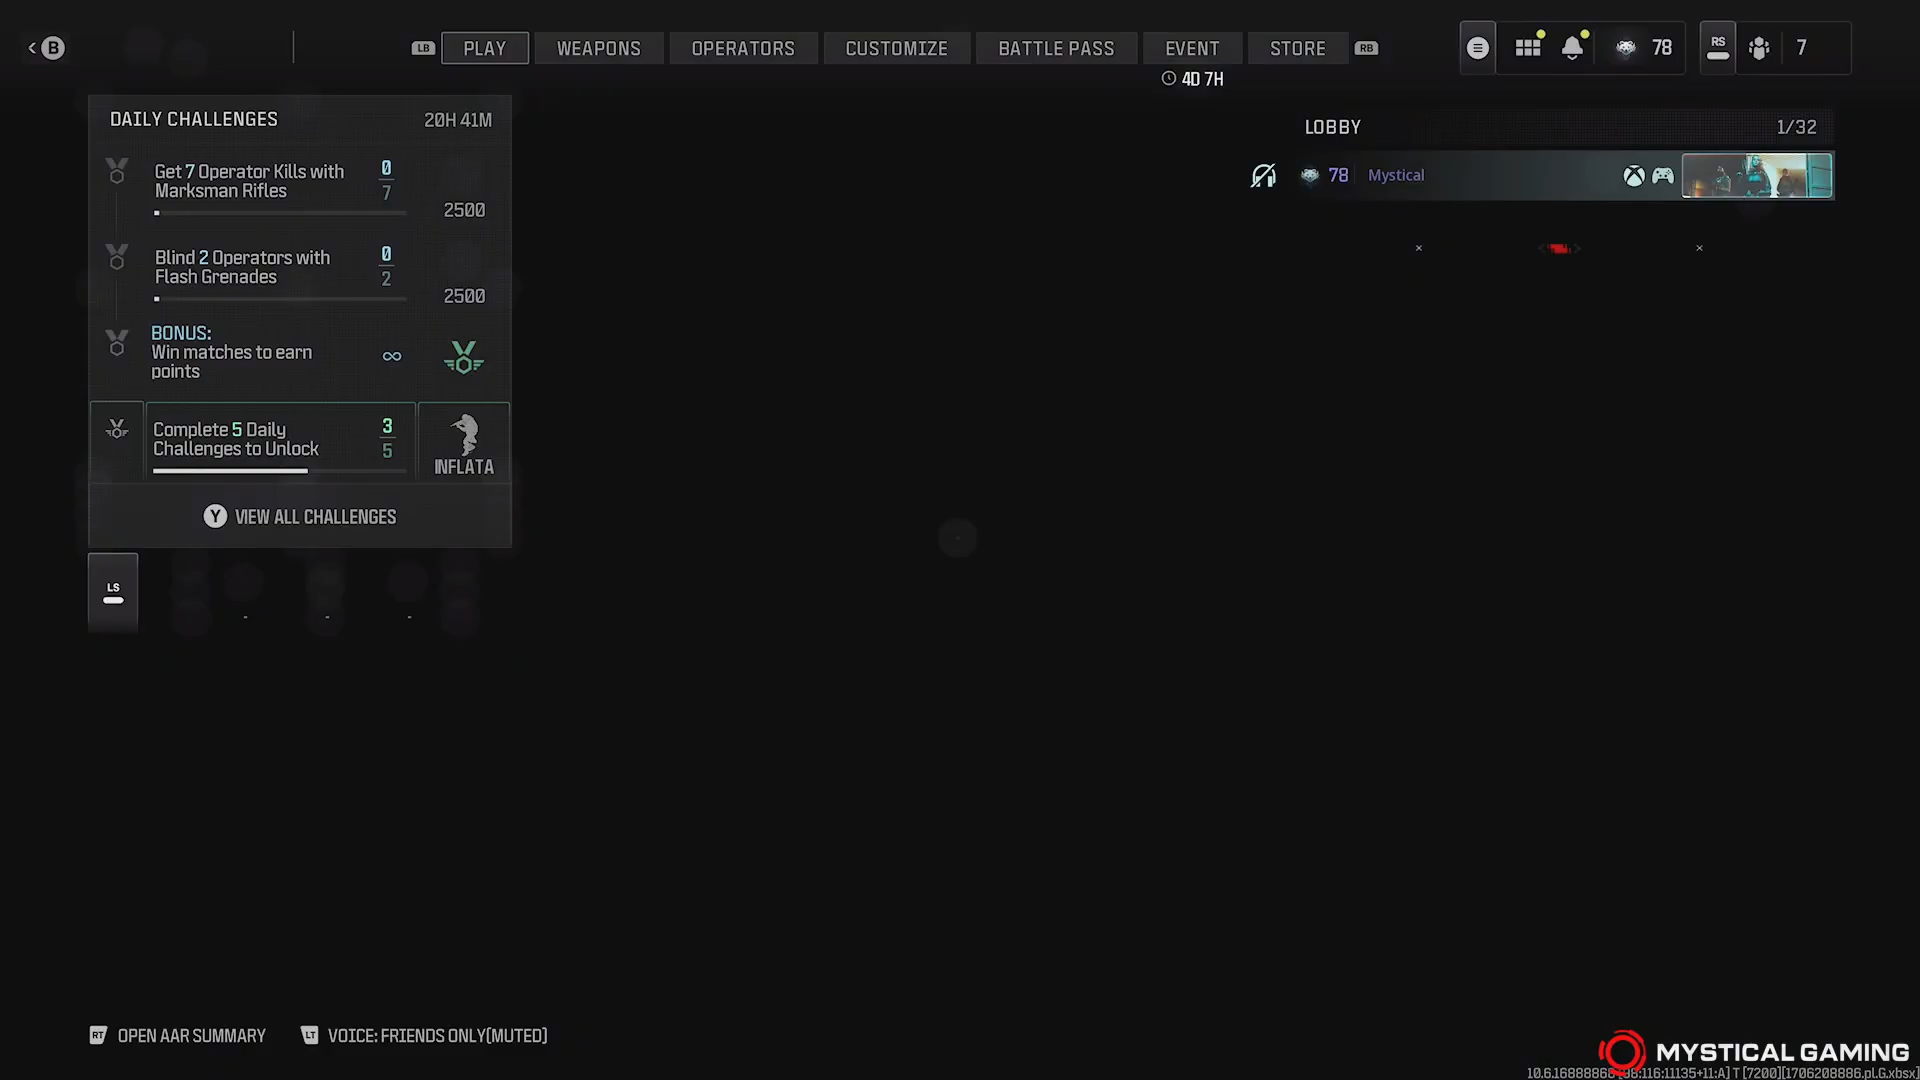 B
LB
PLAY
WEAPONS
OPERATORS
CUSTOMIZE
BATTLE PASS
EVENT
STORE
RB
78
RS
7
4D 7H
DAILY CHALLENGES
20H 41M
Get 7 Operator Kills with
Marksman Rifles
0
7
2500
Blind 2 Operators with
Flash Grenades
0
2
2500
BONUS:
Win matches to earn
points
∞
Complete 5 Daily
Challenges to Unlock
3
5
INFLATA
Y VIEW ALL CHALLENGES
LS
LOBBY
1/32
78 Mystical
RT OPEN AAR SUMMARY
LT VOICE: FRIENDS ONLY(MUTED)
MYSTICAL GAMING